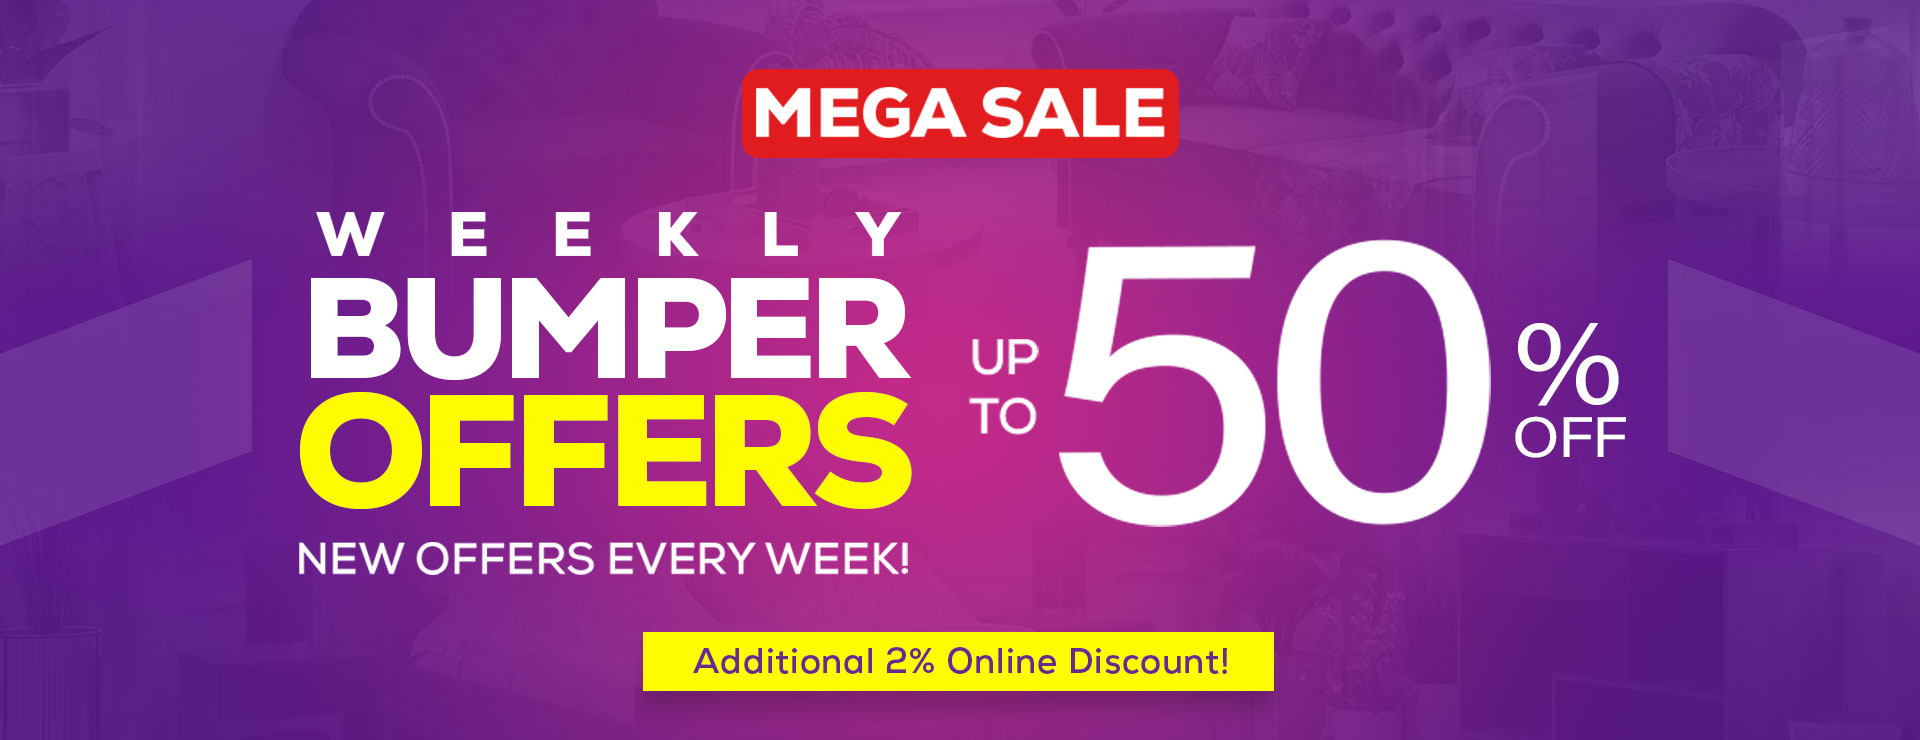 MEGA SALE
WEEKLY
BUMPER
OFFERS
NEW OFFERS EVERY WEEK!
UP
TO
50%
OFF
Additional 2% Online Discount!